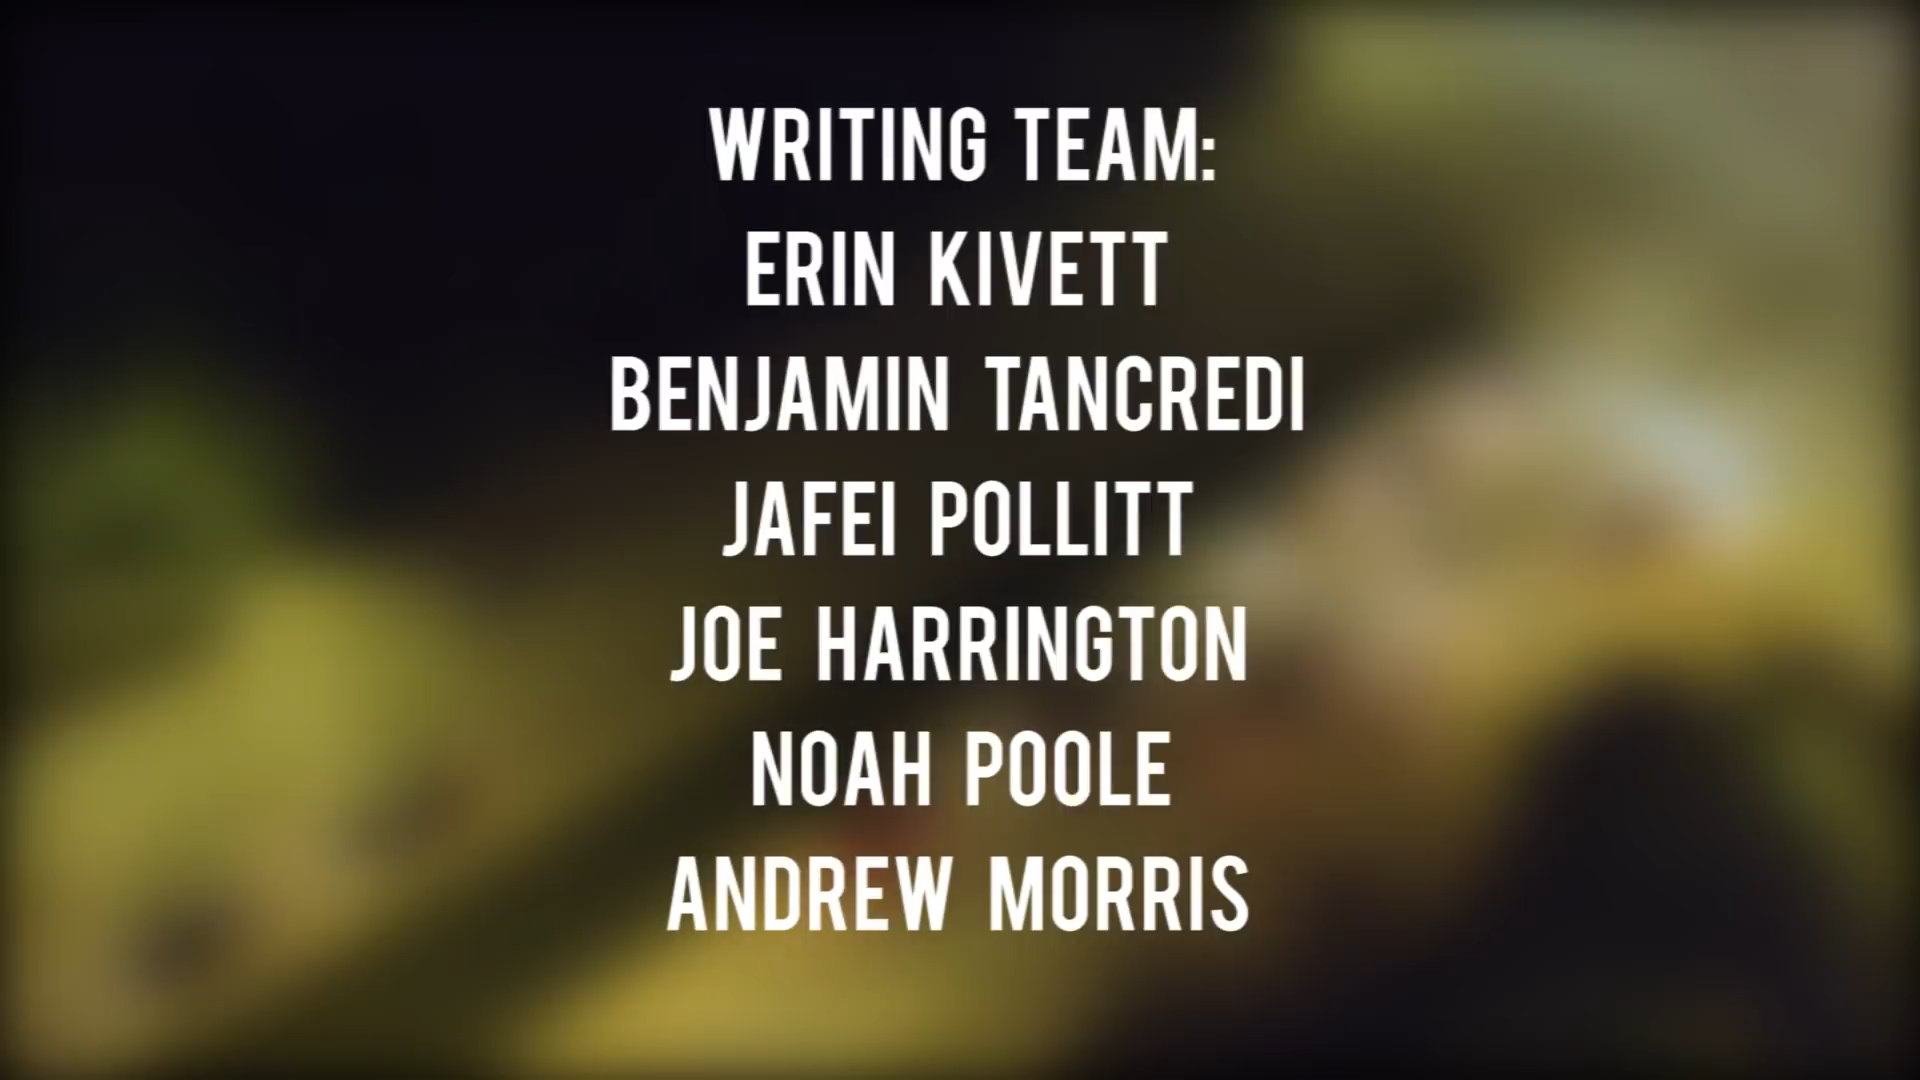 WRITING TEAM:
ERIN KIVETT
BENJAMIN TANCREDI
JAFEI POLLITT
JOE HARRINGTON
NOAH POOLE
ANDREW MORRIS